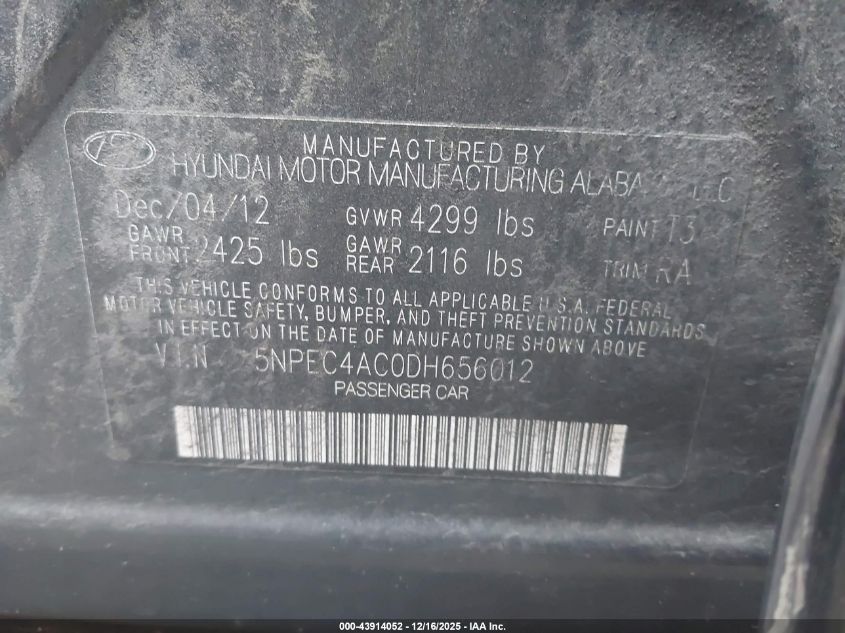 MANUFACTURED BY
HYUNDAI MOTOR MANUFACTURING LLC
Dec/04/12 GVWR 4299 lbs PAINT T3
GAWR FRONT 2425 lbs GAWR REAR 2116 lbs TRIM RA
THIS VEHICLE CONFORMS TO ALL APPLICABLE U.S.A. FEDERAL
MOTOR VEHICLE SAFETY, BUMPER, AND THEFT PREVENTION STANDARDS
IN EFFECT ON THE DATE OF MANUFACTURE SHOWN ABOVE
V.I.N 5NPEC4AC0DH656012
PASSENGER CAR
000-43914052 - 12/16/2025 - IAA Inc.